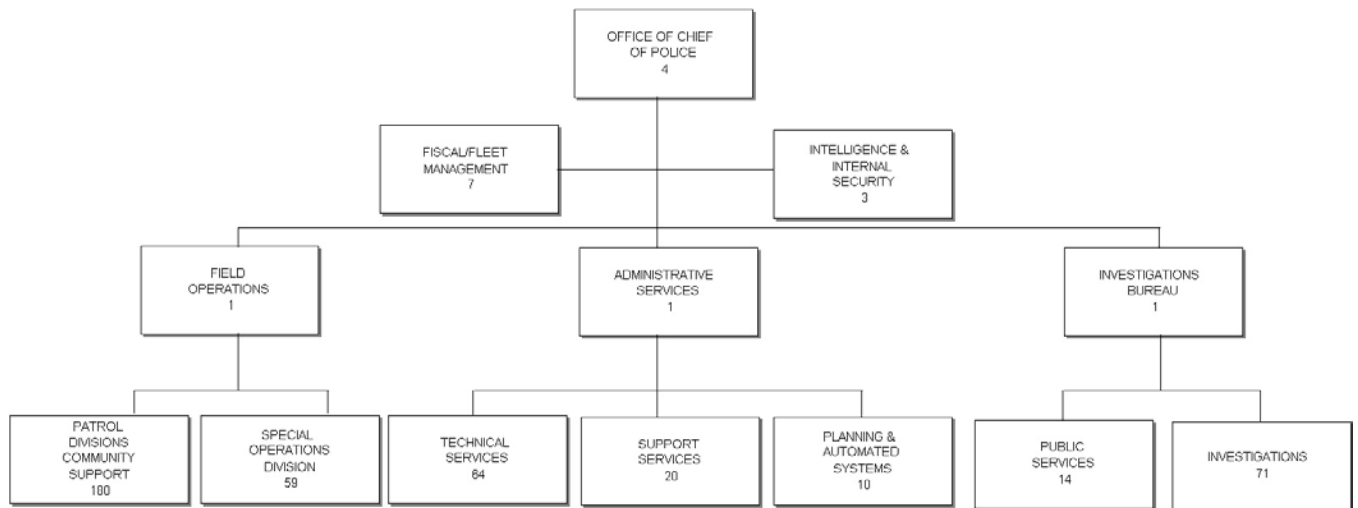 OFFICE OF CHIEF
OF POLICE
4
FISCAL/FLEET
MANAGEMENT
7
INTELLIGENCE &
INTERNAL
SECURITY
3
FIELD
OPERATIONS
1
ADMINISTRATIVE
SERVICES
1
INVESTIGATIONS
BUREAU
1
PATROL
DIVISIONS
COMMUNITY
SUPPORT
180
SPECIAL
OPERATIONS
DIVISION
59
TECHNICAL
SERVICES
64
SUPPORT
SERVICES
20
PLANNING &
AUTOMATED
SYSTEMS
10
PUBLIC
SERVICES
14
INVESTIGATIONS
71